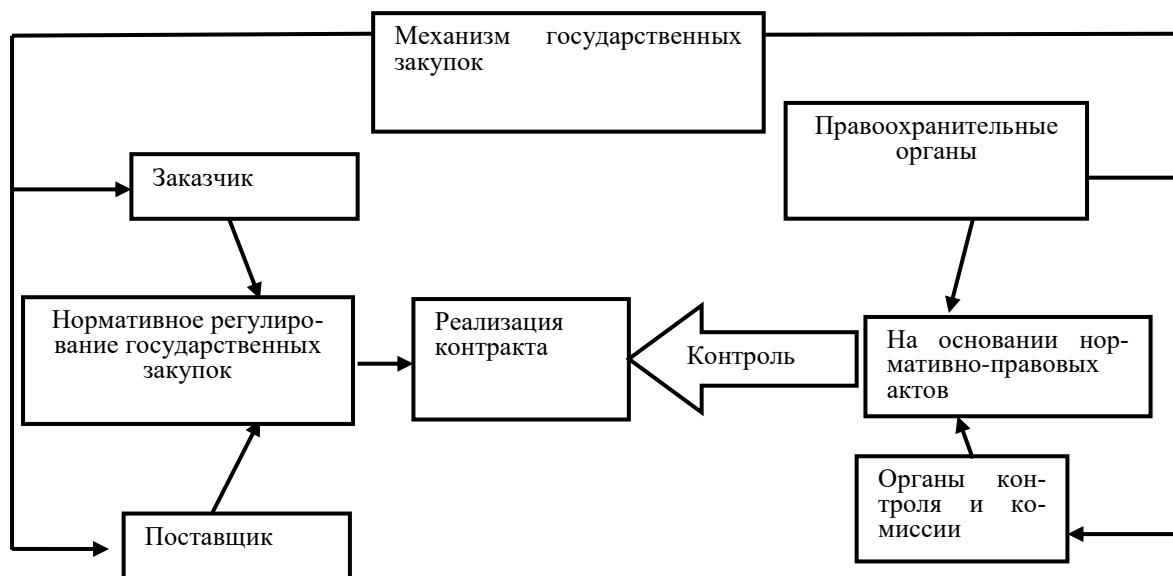 Механизм государственных
закупок
Правоохранительные
органы
Заказчик
Нормативное регулиро-
вание государственных
закупок
Реализация
контракта
Контроль
На основании нор-
мативно-правовых
актов
Органы кон-
троля и ко-
миссии
Поставщик